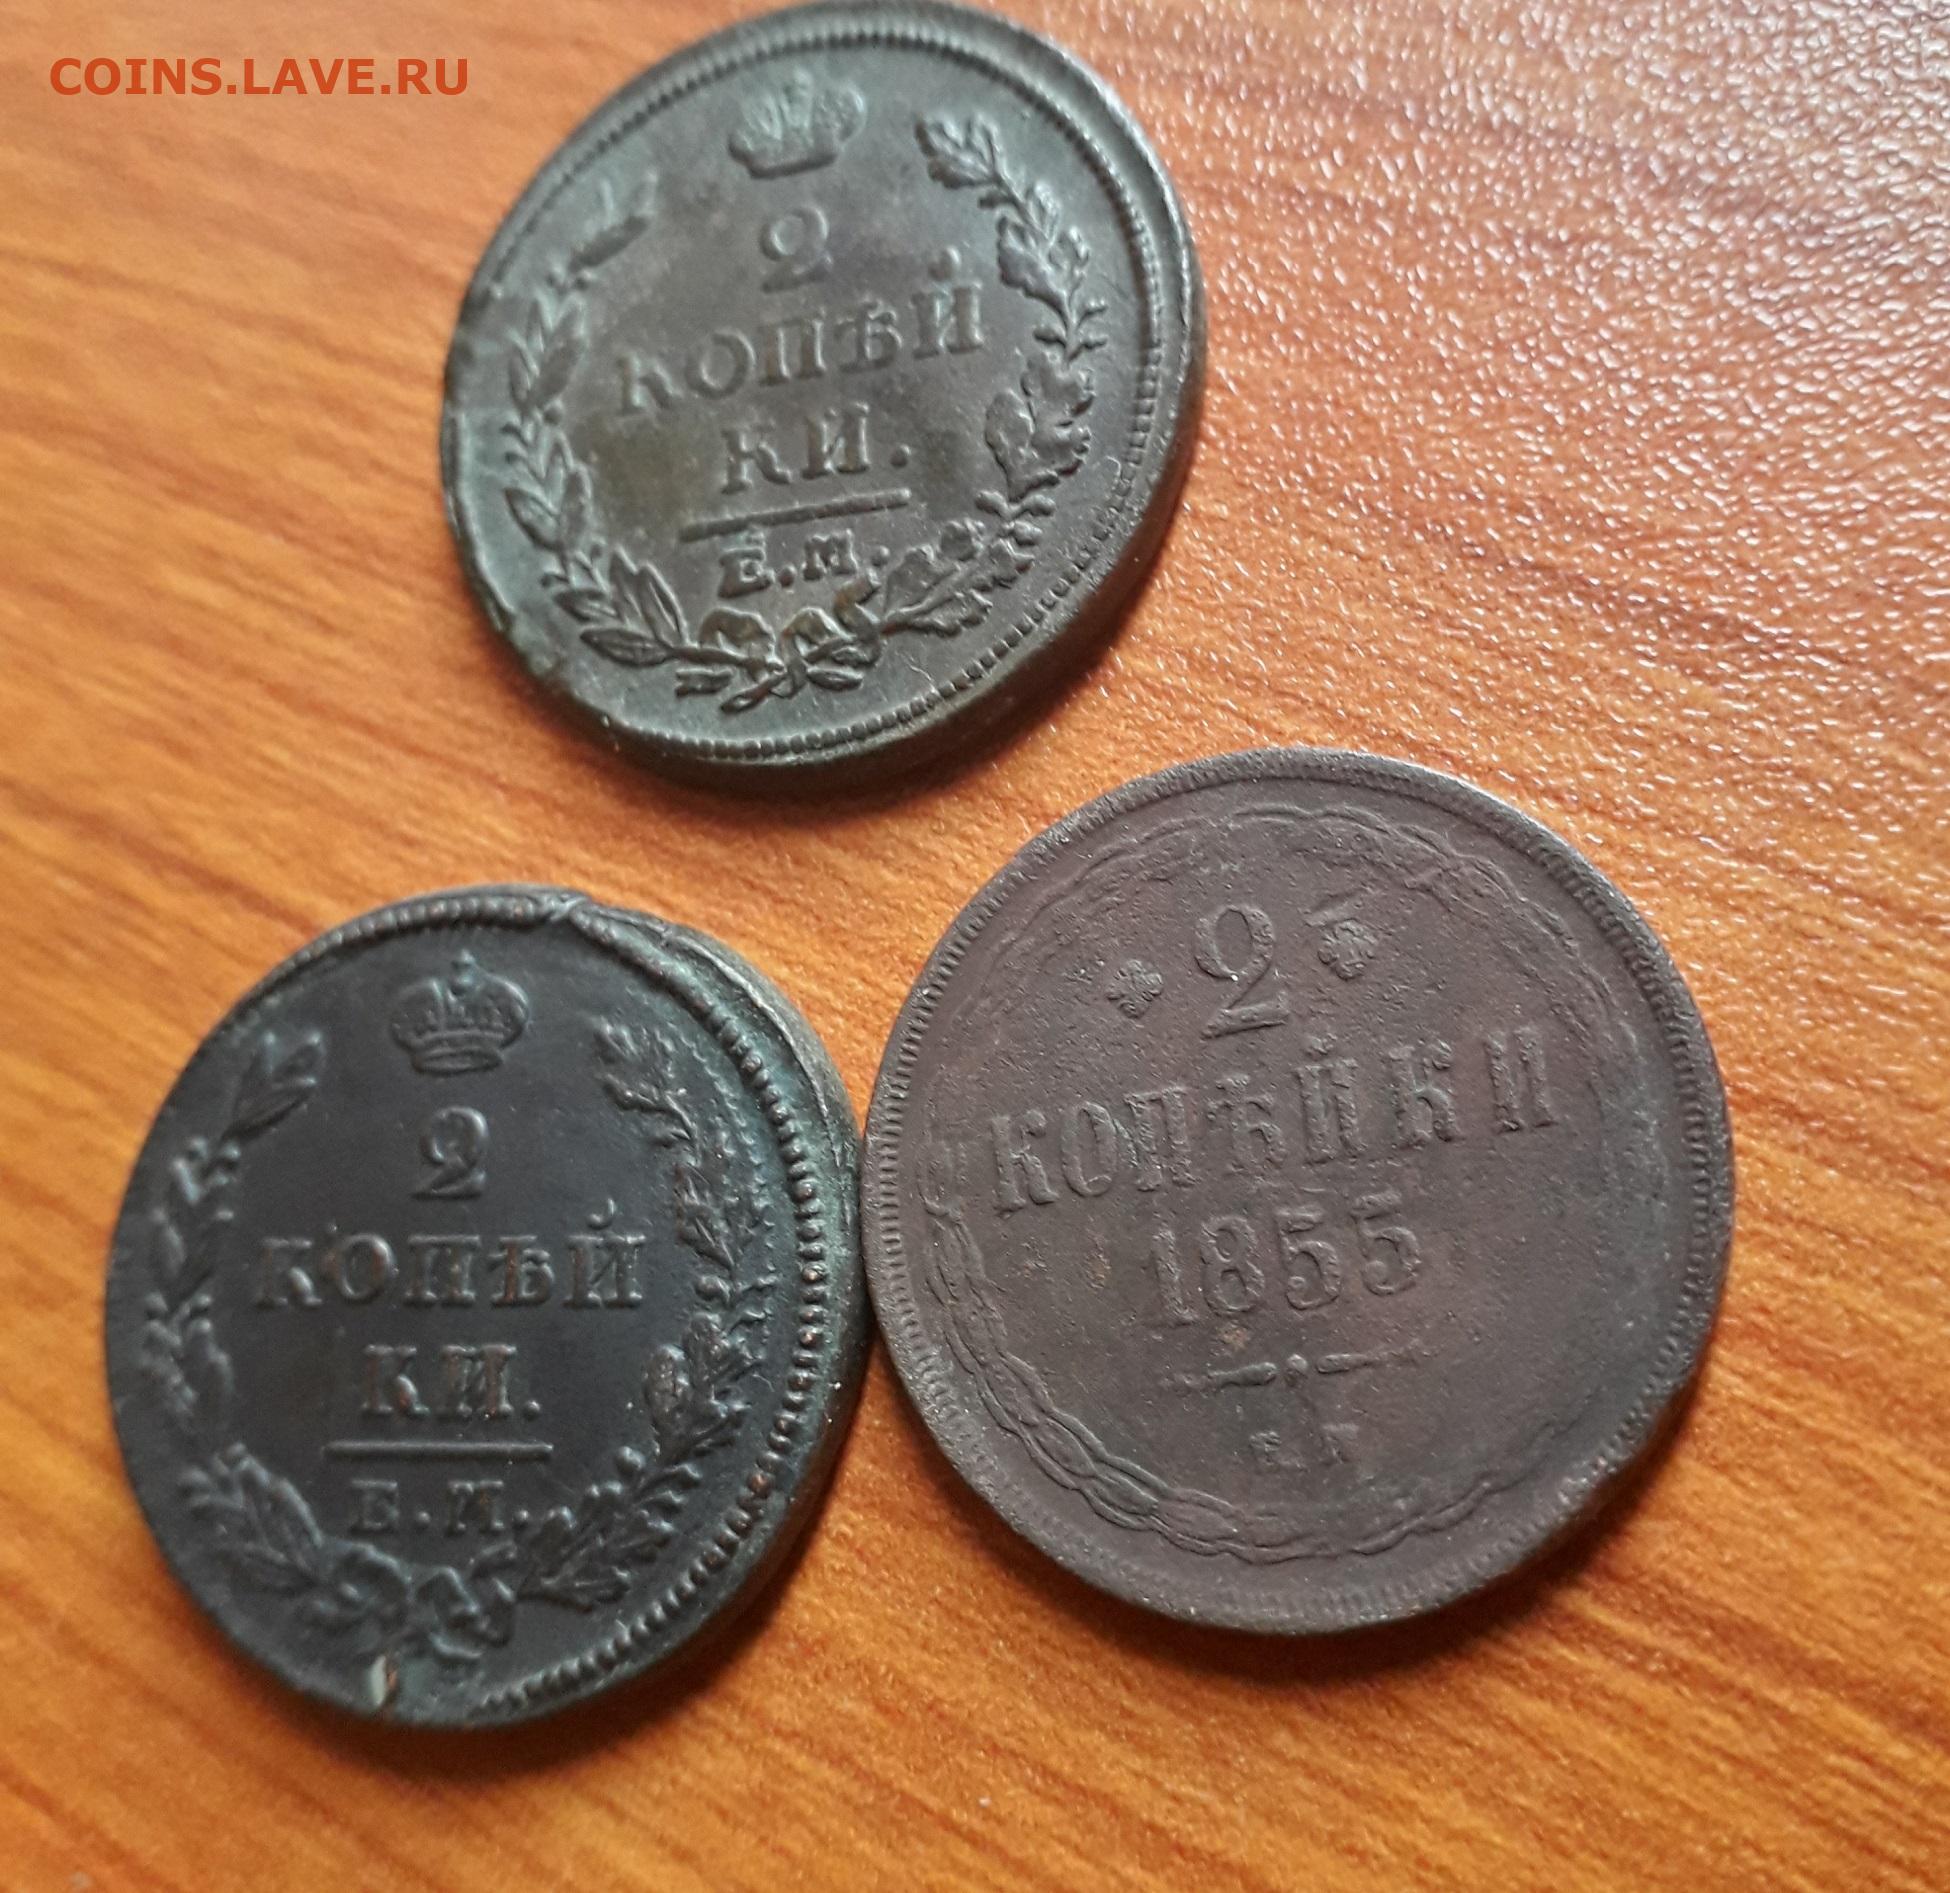 COINS.LAVE.RU
2
КОПѢЙ
КИ.
Е.М.
2
КОПѢЙ
КИ.
Е.М.
2
КОПѢЙКИ
1855
Е М